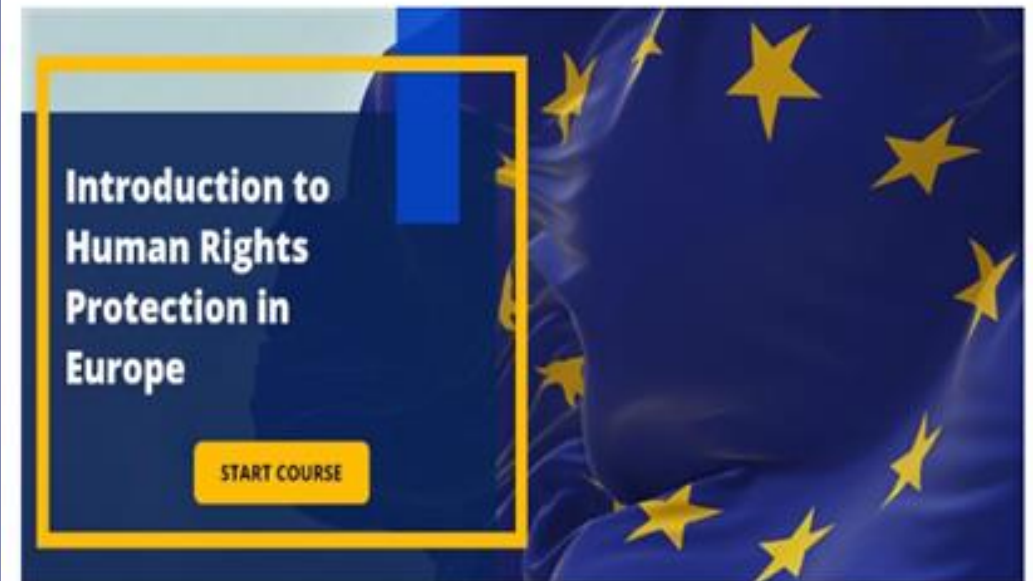 Introduction to
Human Rights
Protection in
Europe
START COURSE